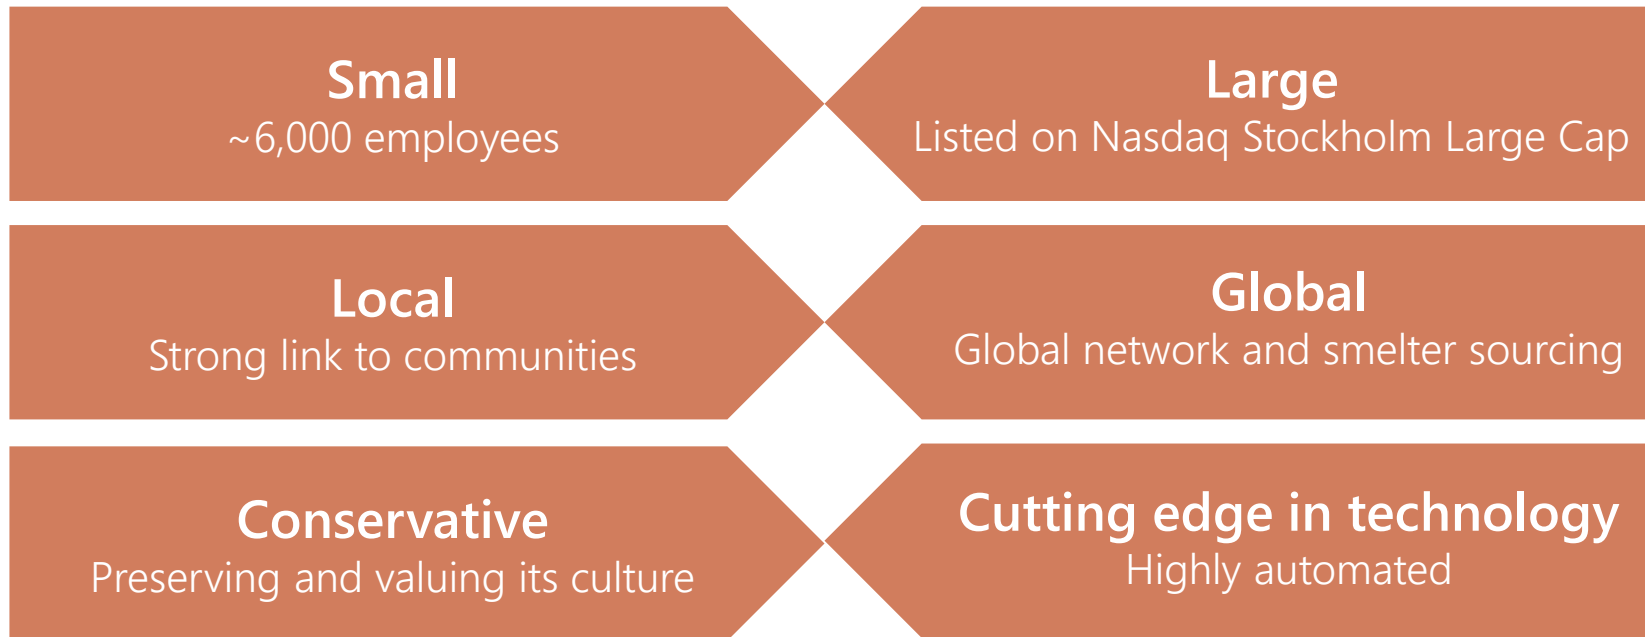 Small
~6,000 employees
Large
Listed on Nasdaq Stockholm Large Cap
Local
Strong link to communities
Global
Global network and smelter sourcing
Conservative
Preserving and valuing its culture
Cutting edge in technology
Highly automated